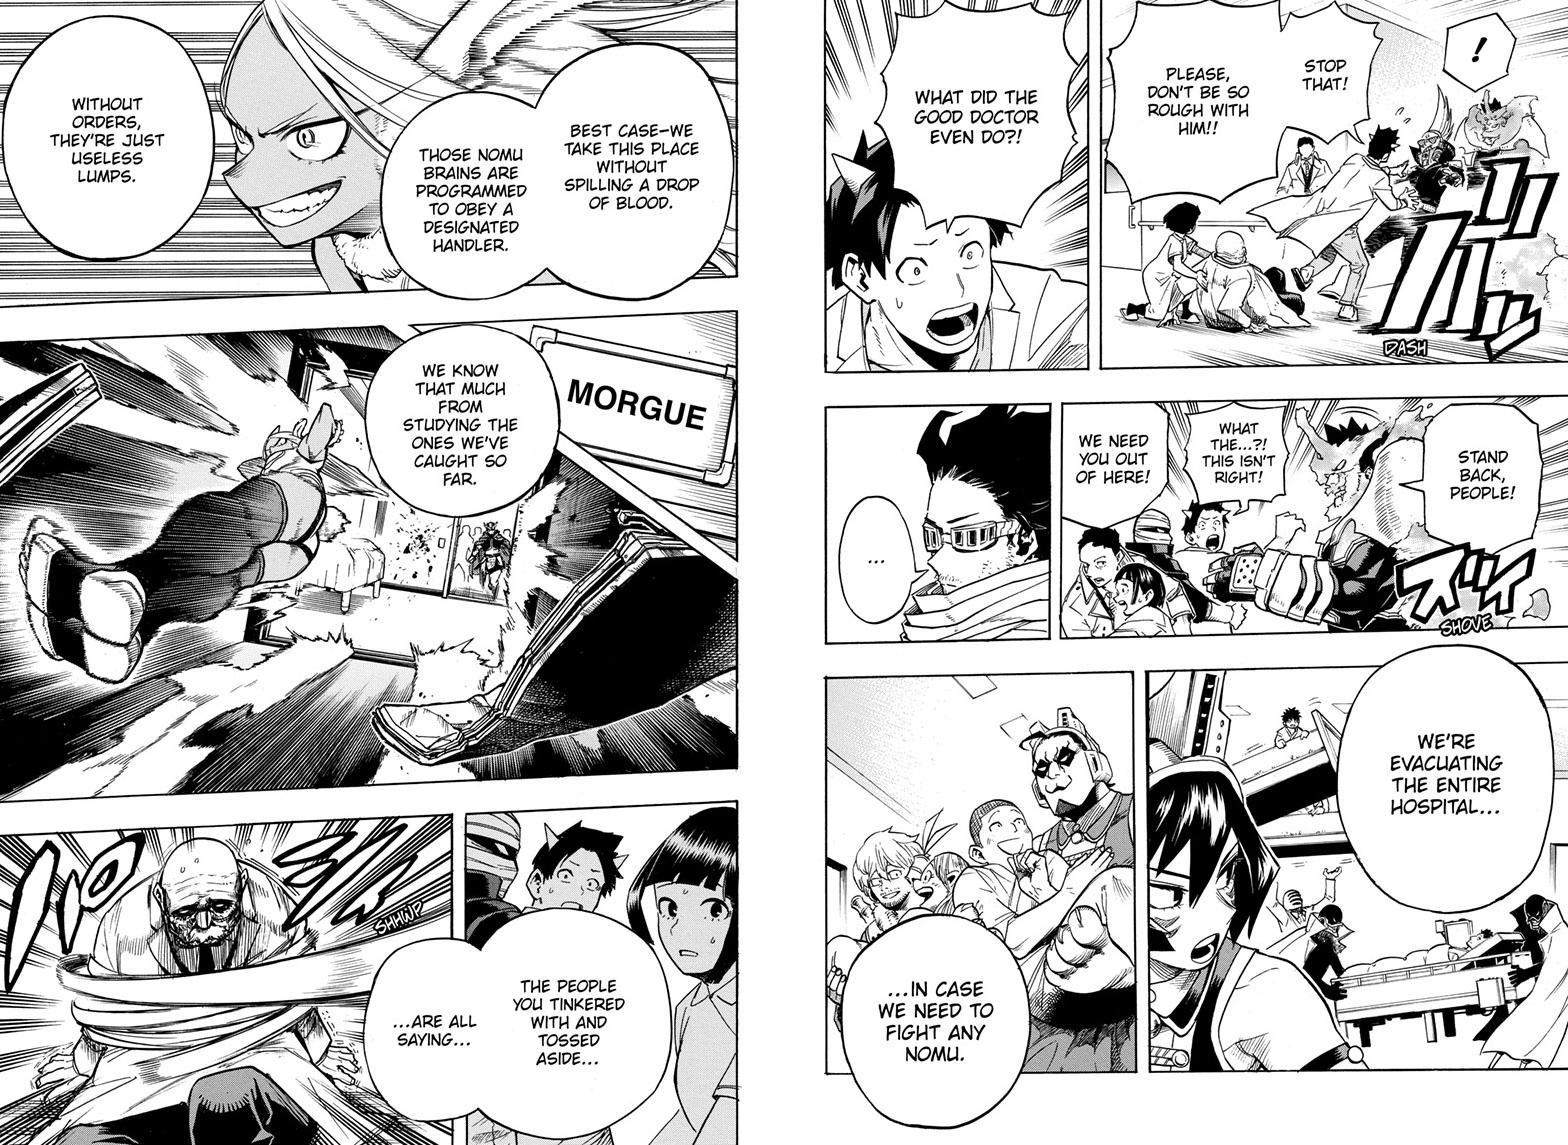 !
STOP
THAT!
PLEASE,
DON'T BE SO
ROUGH WITH
HIM!!
DASH
WHAT DID THE
GOOD DOCTOR
EVEN DO?!
STAND
BACK,
PEOPLE!
SHOVE
WHAT
THE...?!
THIS ISN'T
RIGHT!
WE NEED
YOU OUT
OF HERE!
...
WE'RE
EVACUATING
THE ENTIRE
HOSPITAL...
...IN CASE
WE NEED TO
FIGHT ANY
NOMU.
BEST CASE-WE
TAKE THIS PLACE
WITHOUT
SPILLING A DROP
OF BLOOD.
THOSE NOMU
BRAINS ARE
PROGRAMMED
TO OBEY A
DESIGNATED
HANDLER.
WITHOUT
ORDERS,
THEY'RE JUST
USELESS
LUMPS.
MORGUE
WE KNOW
THAT MUCH
FROM
STUDYING THE
ONES WE'VE
CAUGHT SO
FAR.
THE PEOPLE
YOU TINKERED
WITH AND
TOSSED
ASIDE...
...ARE ALL
SAYING...
SHHWP